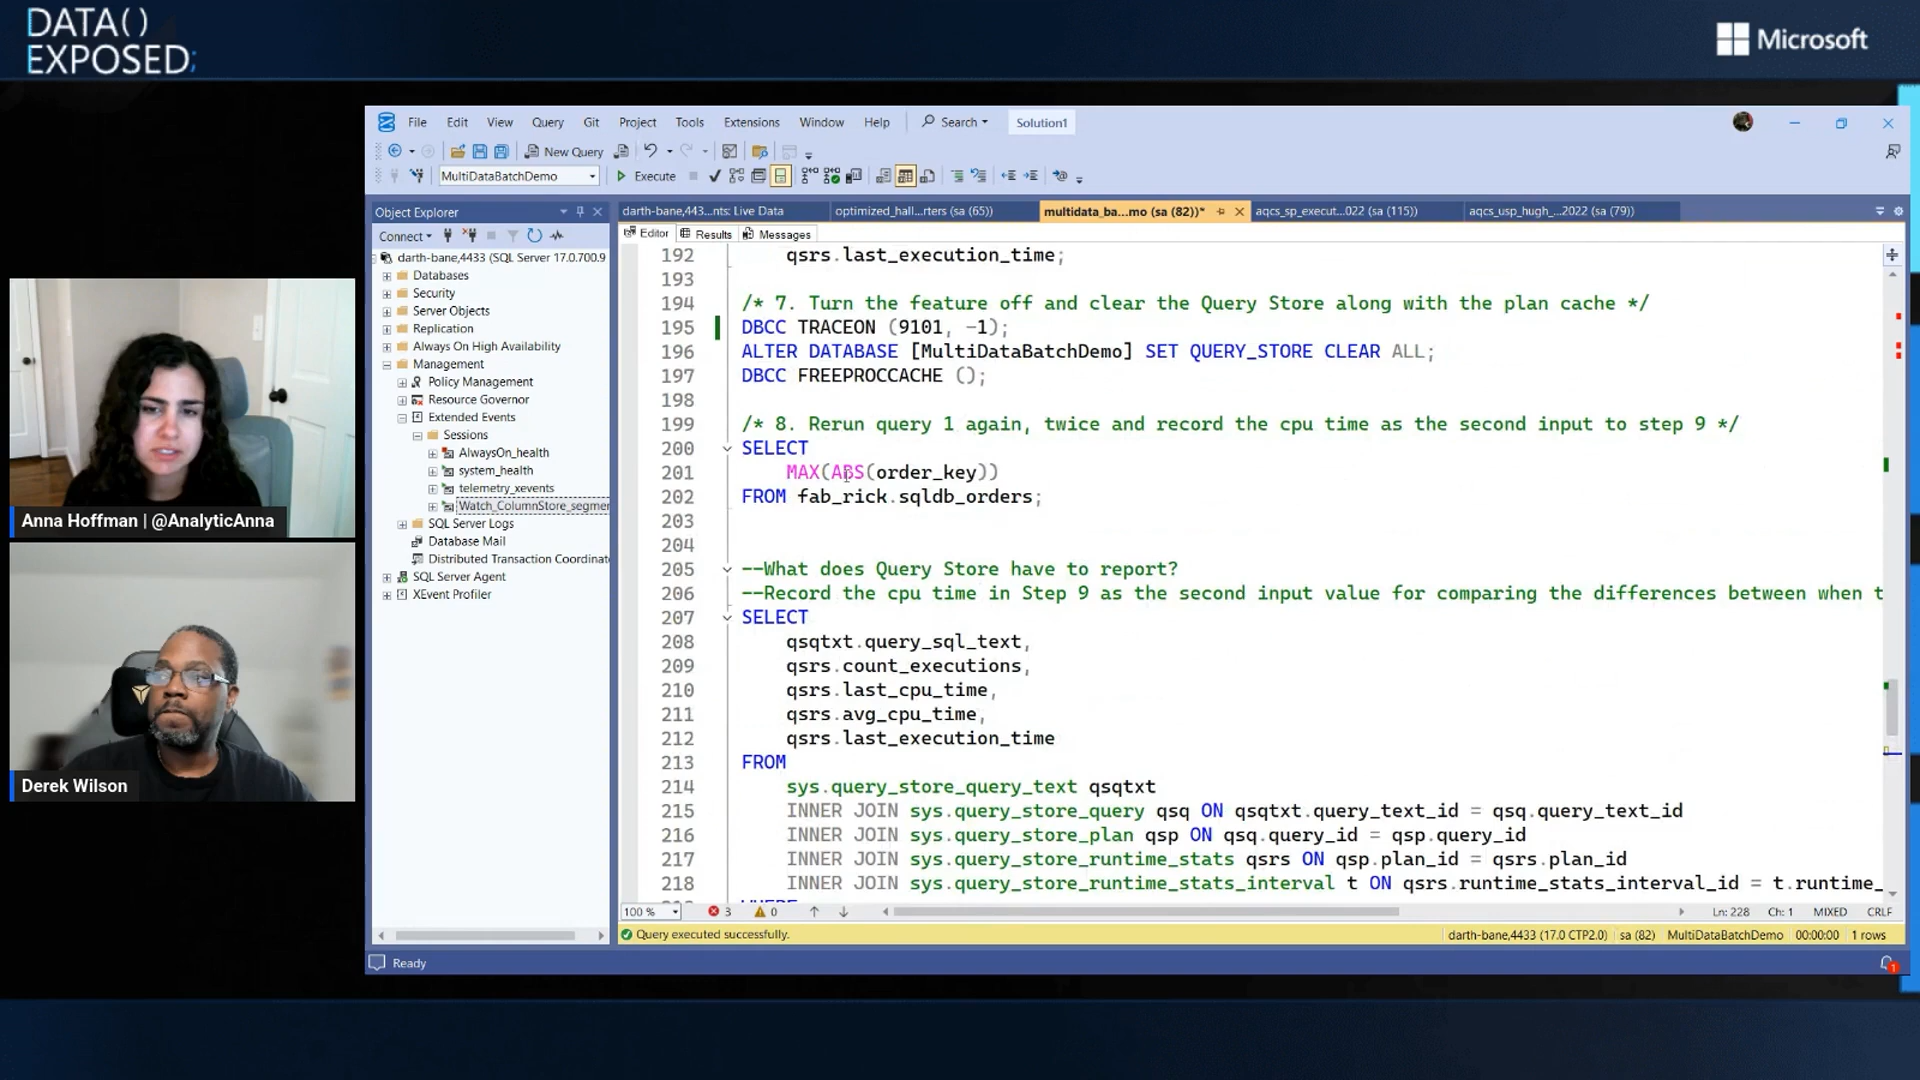 DATA()
EXPOSED;
Microsoft
File Edit View Query Git Project Tools Extensions Window Help Search Solution1
New Query
MultiDataBatchDemo Execute
Object Explorer
Connect
darth-bane,4433 (SQL Server 17.0.700.9
Databases
Security
Server Objects
Replication
Always On High Availability
Management
Policy Management
Resource Governor
Extended Events
Sessions
AlwaysOn_health
system_health
telemetry_xevents
Watch_ColumnStore_segmer
SQL Server Logs
Database Mail
Distributed Transaction Coordinato
SQL Server Agent
XEvent Profiler
darth-bane,443...nts: Live Data optimized_hall...rters (sa (65)) multidata_ba...mo (sa (82))* aqcs_sp_execut...022 (sa (115)) aqcs_usp_hugh_...2022 (sa (79))
Editor Results Messages
192 qsrs.last_execution_time;
193
194 /* 7. Turn the feature off and clear the Query Store along with the plan cache */
195 DBCC TRACEON (9101, -1);
196 ALTER DATABASE [MultiDataBatchDemo] SET QUERY_STORE CLEAR ALL;
197 DBCC FREEPROCCACHE ();
198
199 /* 8. Rerun query 1 again, twice and record the cpu time as the second input to step 9 */
200 SELECT
201 MAX(ABS(order_key))
202 FROM fab_rick.sqldb_orders;
203
204
205 --What does Query Store have to report?
206 --Record the cpu time in Step 9 as the second input value for comparing the differences between when t
207 SELECT
208 qsqtxt.query_sql_text,
209 qsrs.count_executions,
210 qsrs.last_cpu_time,
211 qsrs.avg_cpu_time,
212 qsrs.last_execution_time
213 FROM
214 sys.query_store_query_text qsqtxt
215 INNER JOIN sys.query_store_query qsq ON qsqtxt.query_text_id = qsq.query_text_id
216 INNER JOIN sys.query_store_plan qsp ON qsq.query_id = qsp.query_id
217 INNER JOIN sys.query_store_runtime_stats qsrs ON qsp.plan_id = qsrs.plan_id
218 INNER JOIN sys.query_store_runtime_stats_interval t ON qsrs.runtime_stats_interval_id = t.runtime_
100 % 3 0 Ln: 228 Ch: 1 MIXED CRLF
Query executed successfully. darth-bane,4433 (17.0 CTP2.0) sa (82) MultiDataBatchDemo 00:00:00 1 rows
Ready 1
Anna Hoffman | @AnalyticAnna
Derek Wilson